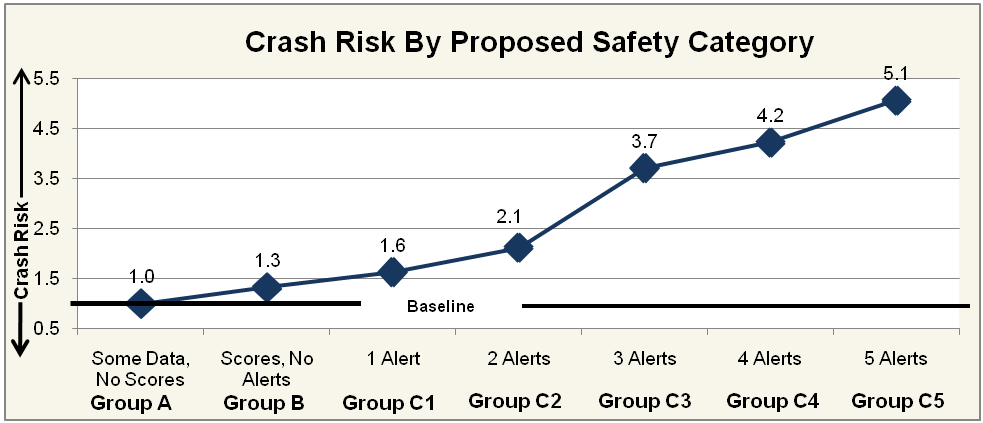 Crash Risk By Proposed Safety Category
Crash Risk
5.5
4.5
3.5
2.5
1.5
0.5
1.0
1.3
1.6
2.1
3.7
4.2
5.1
Baseline
Some Data,
No Scores
Group A
Scores, No
Alerts
Group B
1 Alert
Group C1
2 Alerts
Group C2
3 Alerts
Group C3
4 Alerts
Group C4
5 Alerts
Group C5